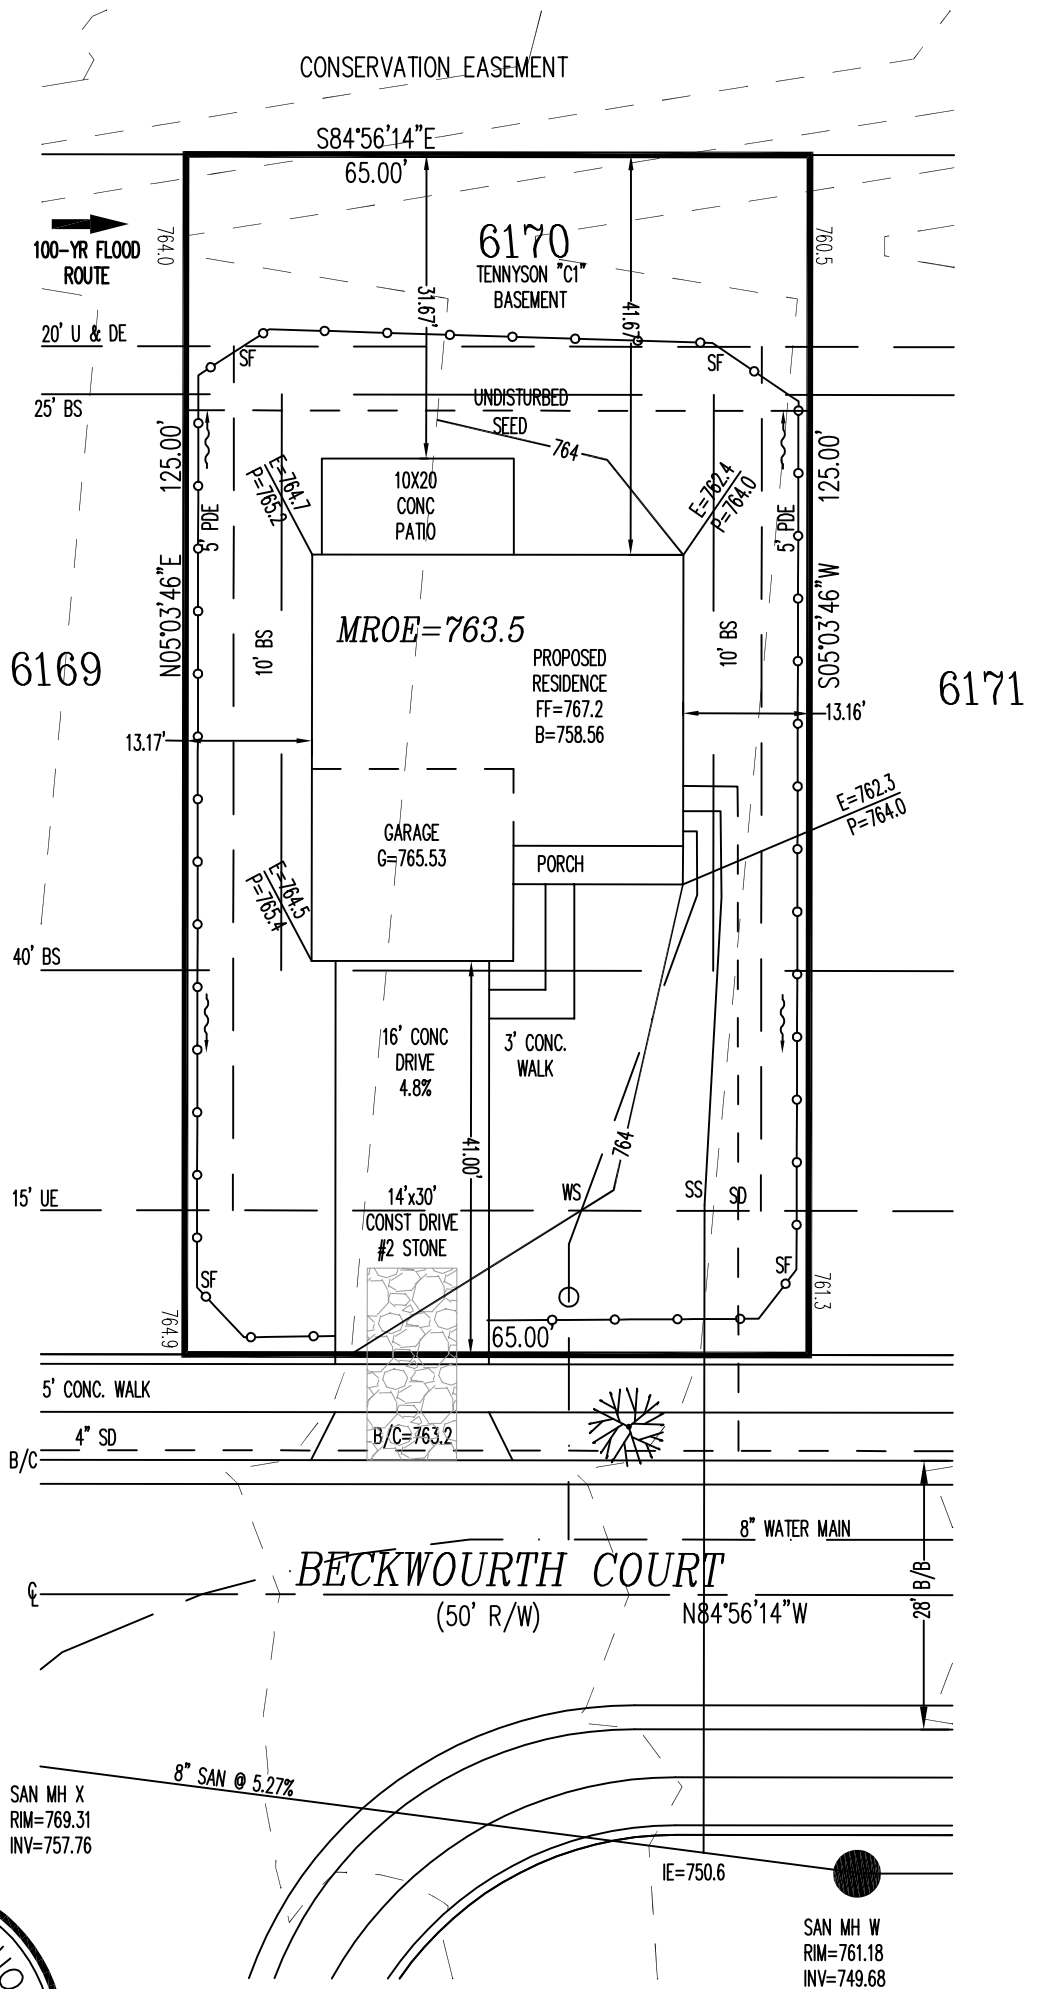 CONSERVATION EASEMENT
S84°56'14"E
65.00'
764.0
100-YR FLOOD
ROUTE
6170
TENNYSON "C1"
BASEMENT
760.5
31.67'
41.67'
20' U & DE
SF
SF
25' BS
UNDISTURBED
SEED
764
125.00'
125.00'
E=764.7
P=765.2
10X20
CONC
PATIO
E=762.4
P=764.0
5' PDE
5' PDE
N05°03'46"E
S05°03'46"W
10' BS
10' BS
MROE=763.5
6169
6171
PROPOSED
RESIDENCE
FF=767.2
B=758.56
13.17'
13.16'
E=762.3
P=764.0
GARAGE
G=765.53
PORCH
E=764.5
P=765.4
40' BS
16' CONC
DRIVE
4.8%
3' CONC.
WALK
41.00'
764
15' UE
14'x30'
CONST DRIVE
#2 STONE
WS
SS
SD
SF
SF
761.3
764.9
65.00'
5' CONC. WALK
4" SD
B/C=763.2
B/C
8" WATER MAIN
BECKWOURTH COURT
(50' R/W)
N84°56'14"W
28' B/B
CL
8" SAN @ 5.27%
SAN MH X
RIM=769.31
INV=757.76
IE=750.6
SAN MH W
RIM=761.18
INV=749.68